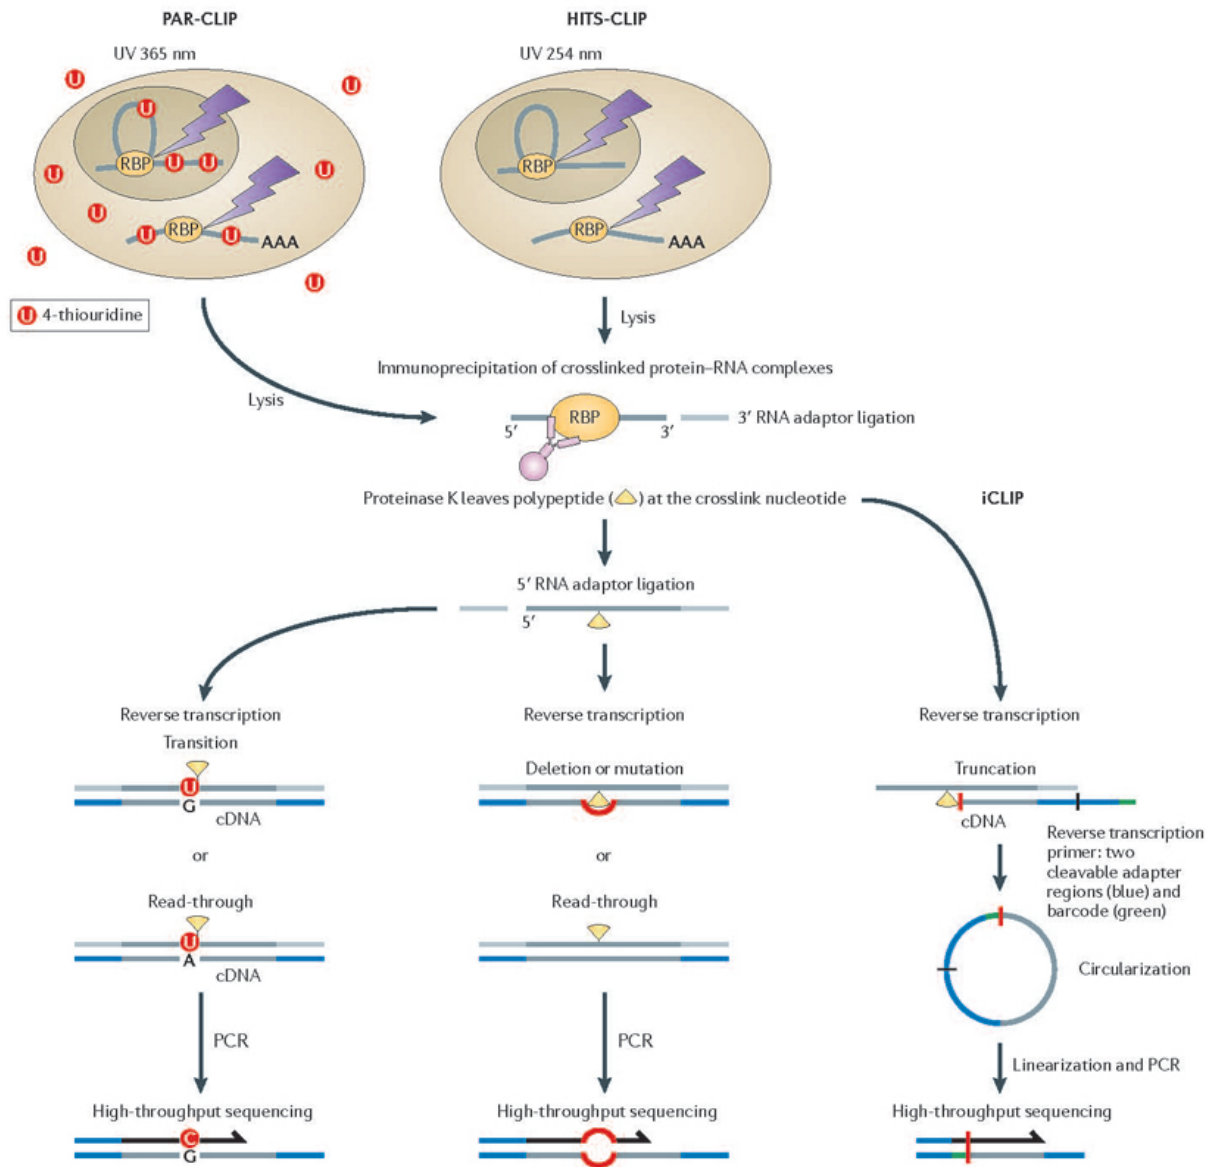 PAR-CLIP
HITS-CLIP
UV 365 nm
UV 254 nm
U
U
U
RBP
U
U
RBP
U
U
U
RBP
U
U
AAA
RBP
AAA
U
U
U 4-thiouridine
Lysis
Lysis
Immunoprecipitation of crosslinked protein–RNA complexes
RBP
5′
3′
3′ RNA adaptor ligation
Proteinase K leaves polypeptide ( ) at the crosslink nucleotide
iCLIP
5′ RNA adaptor ligation
5′
Reverse transcription
Reverse transcription
Reverse transcription
Transition
Deletion or mutation
Truncation
U
G
cDNA
cDNA
Reverse transcription
primer: two
cleavable adapter
regions (blue) and
barcode (green)
or
or
Read-through
Read-through
U
A
cDNA
Circularization
PCR
PCR
Linearization and PCR
High-throughput sequencing
High-throughput sequencing
High-throughput sequencing
C
G